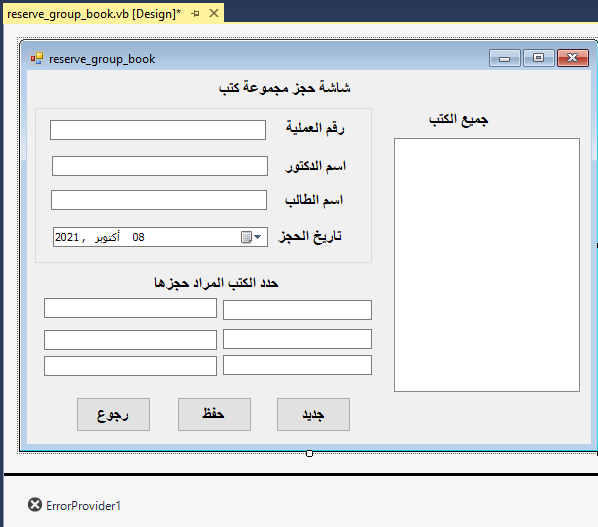 reserve_group_book.vb [Design]*
reserve_group_book
شاشة حجز مجموعة كتب
رقم العملية
جميع الكتب
اسم الدكتور
اسم الطالب
تاريخ الحجز
08 أكتوبر , 2021
حدد الكتب المراد حجزها
جديد
حفظ
رجوع
ErrorProvider1